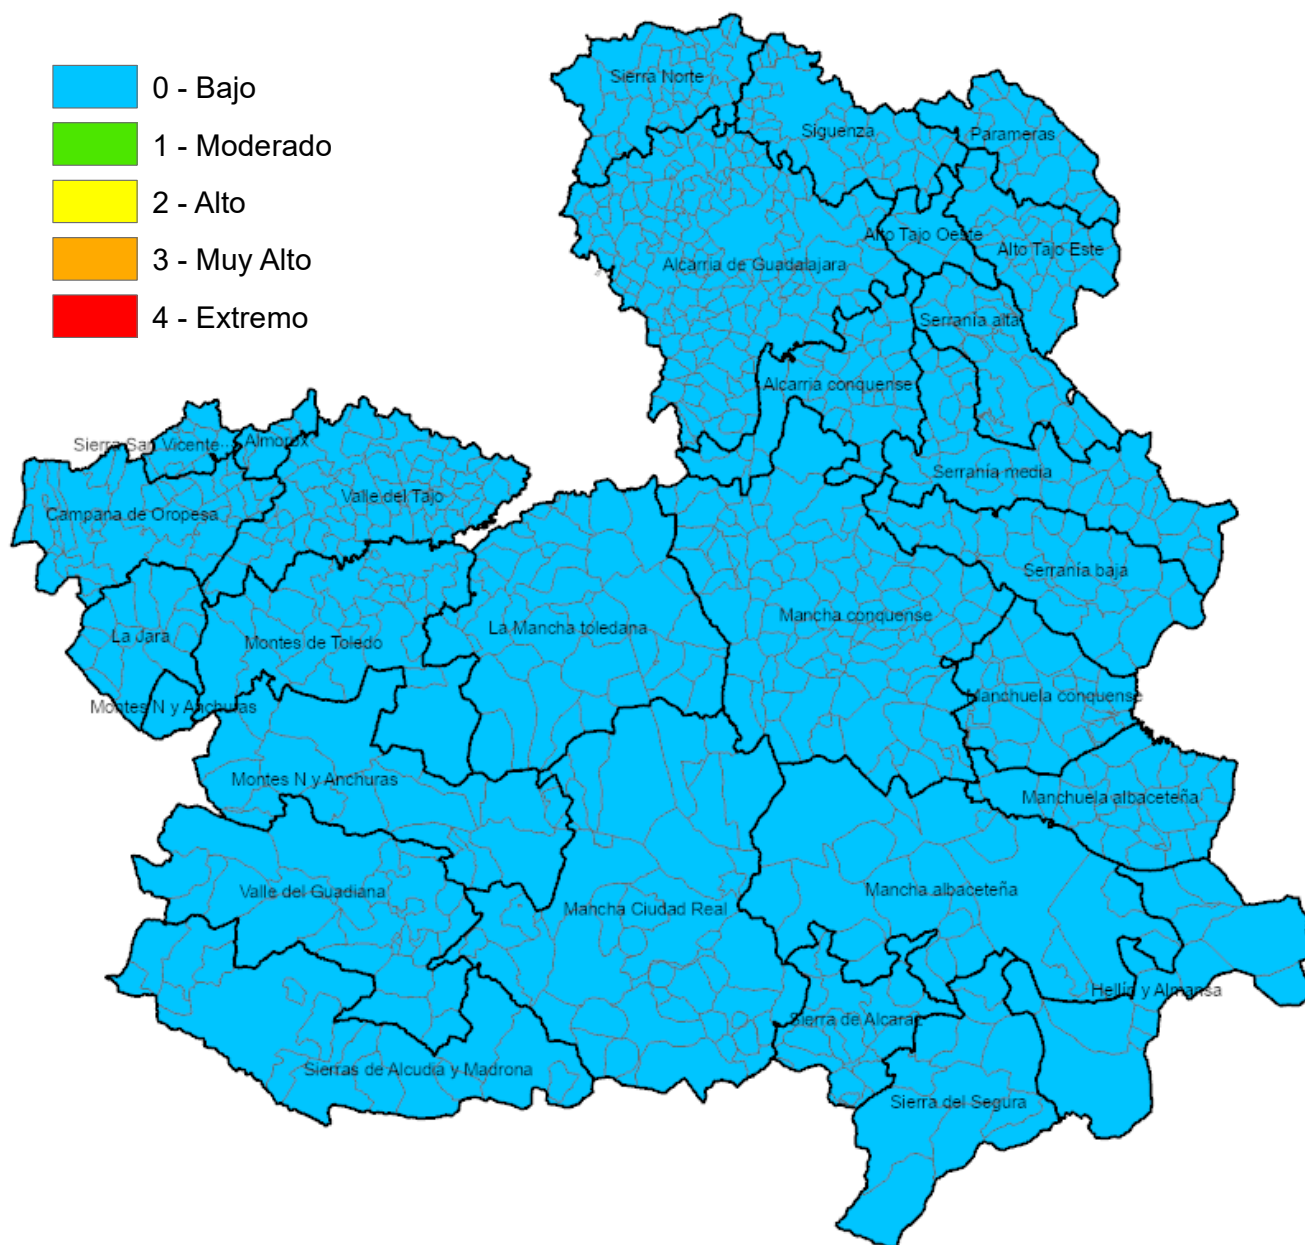 0 - Bajo
1 - Moderado
2 - Alto
3 - Muy Alto
4 - Extremo
Sierra Norte
Siguenza
Parameras
Alto Tajo Oeste
Alto Tajo Este
Alcarria de Guadalajara
Serranía alta
Alcarria conquense
Sierra San Vicente
Almorox
Serranía media
Valle del Tajo
Campana de Oropesa
Serranía baja
Mancha conquense
La Mancha toledana
La Jara
Montes de Toledo
Manchuela conquense
Montes N y Anchuras
Montes N y Anchuras
Manchuela albaceteña
Valle del Guadiana
Mancha albaceteña
Mancha Ciudad Real
Hellín y Almansa
Sierra de Alcaraz
Sierras de Alcudia y Madrona
Sierra del Segura